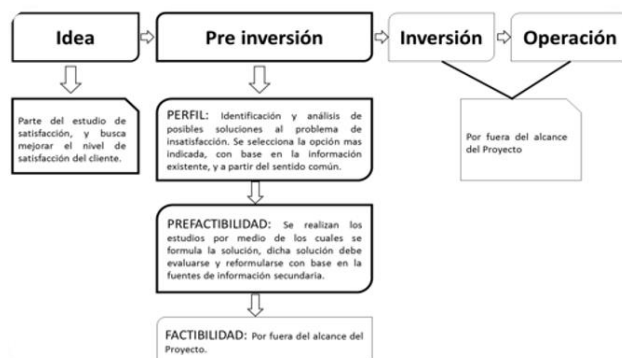 Idea
Pre inversión
Inversión
Operación
Parte del estudio de
satisfacción, y busca
mejorar el nivel de
satisfacción del cliente.
PERFIL: Identificación y análisis de
posibles soluciones al problema de
insatisfacción. Se selecciona la opción mas
indicada, con base en la información
existente, y a partir del sentido común.
Por fuera del alcance
del Proyecto
PREFACTIBILIDAD: Se realizan los
estudios por medio de los cuales se
formula la solución, dicha solución debe
evaluarse y reformularse con base en la
fuentes de información secundaria.
FACTIBILIDAD: Por fuera del alcance del
Proyecto.